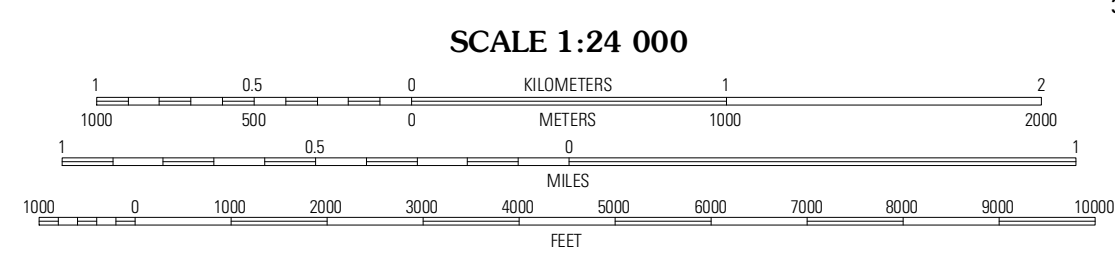 SCALE 1:24 000
1 0.5 0 KILOMETERS 1 2
1000 500 0 METERS 1000 2000
1 0.5 0 1
MILES
1000 0 1000 2000 3000 4000 5000 6000 7000 8000 9000 10000
FEET